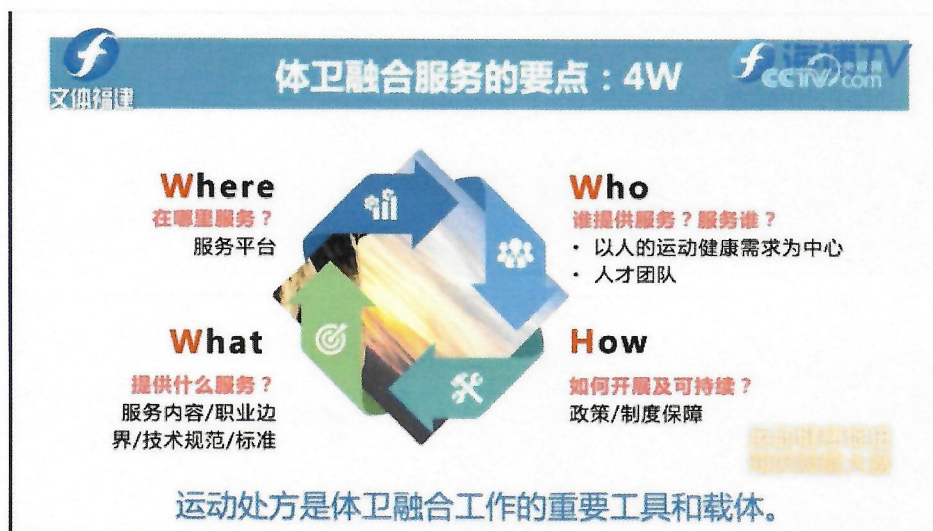 文体福建
体卫融合服务的要点：4W
CCTV.com
Where
在哪里服务？
服务平台
Who
谁提供服务？服务谁？
• 以人的运动健康需求为中心
• 人才团队
What
提供什么服务？
服务内容/职业边
界/技术规范/标准
How
如何开展及可持续？
政策/制度保障
运动处方是体卫融合工作的重要工具和载体。